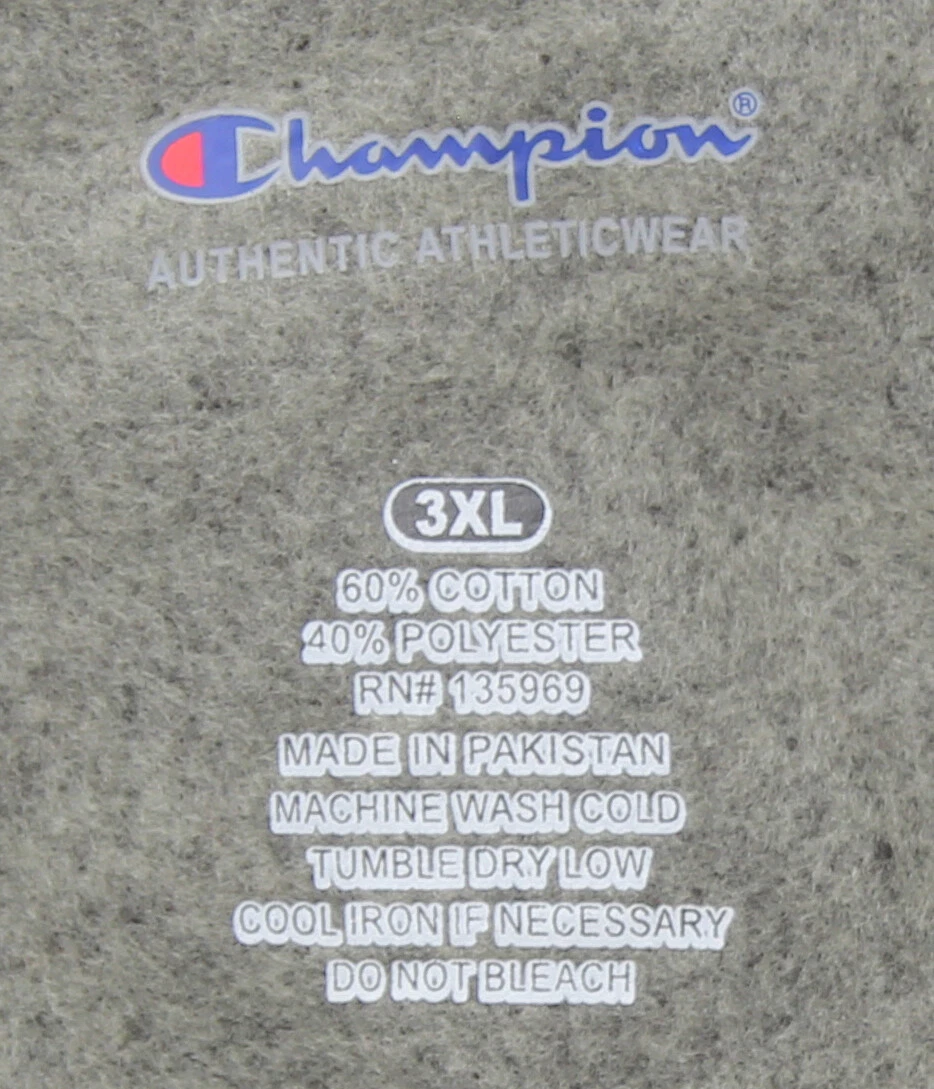 Champion®
AUTHENTIC ATHLETICWEAR
3XL
60% COTTON
40% POLYESTER
RN# 135969
MADE IN PAKISTAN
MACHINE WASH COLD
TUMBLE DRY LOW
COOL IRON IF NECESSARY
DO NOT BLEACH